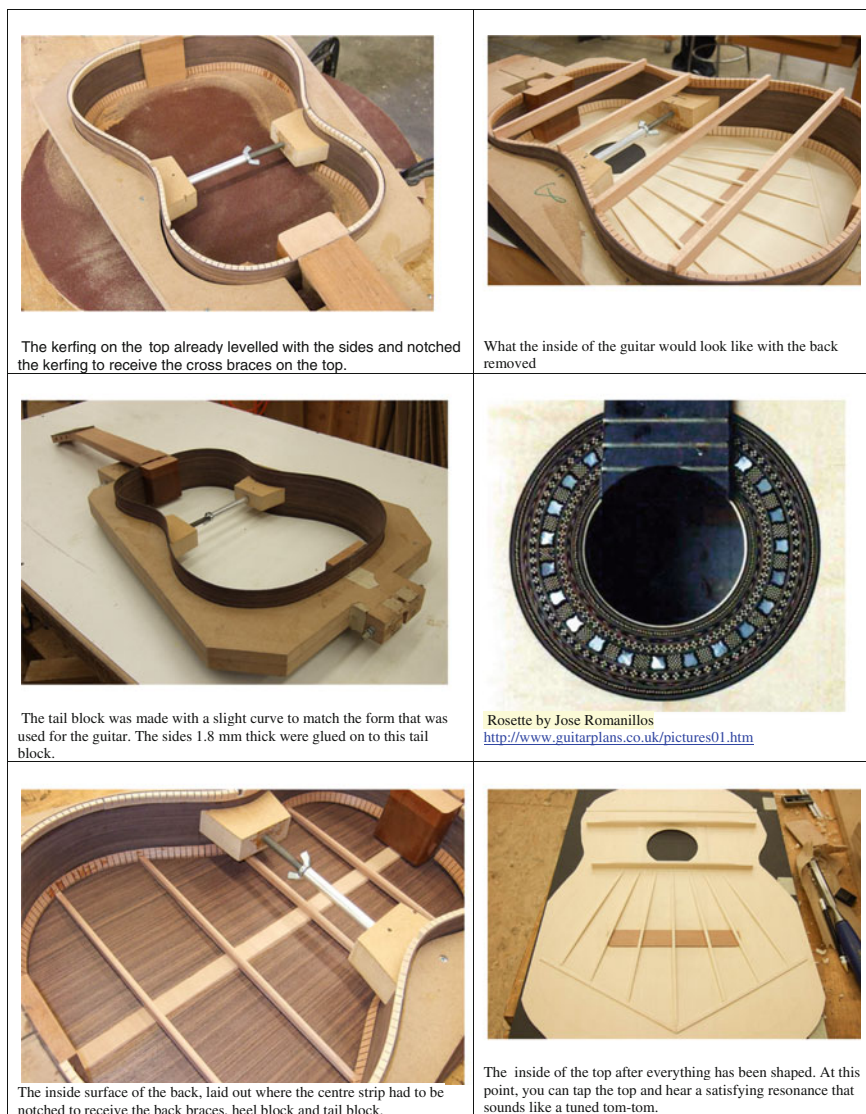 The kerfing on the top already levelled with the sides and notched
the kerfing to receive the cross braces on the top.
What the inside of the guitar would look like with the back
removed
The tail block was made with a slight curve to match the form that was
used for the guitar. The sides 1.8 mm thick were glued on to this tail
block.
Rosette by Jose Romanillos
http://www.guitarplans.co.uk/pictures01.htm
The inside surface of the back, laid out where the centre strip had to be
notched to receive the back braces, heel block and tail block.
The inside of the top after everything has been shaped. At this
point, you can tap the top and hear a satisfying resonance that
sounds like a tuned tom-tom.